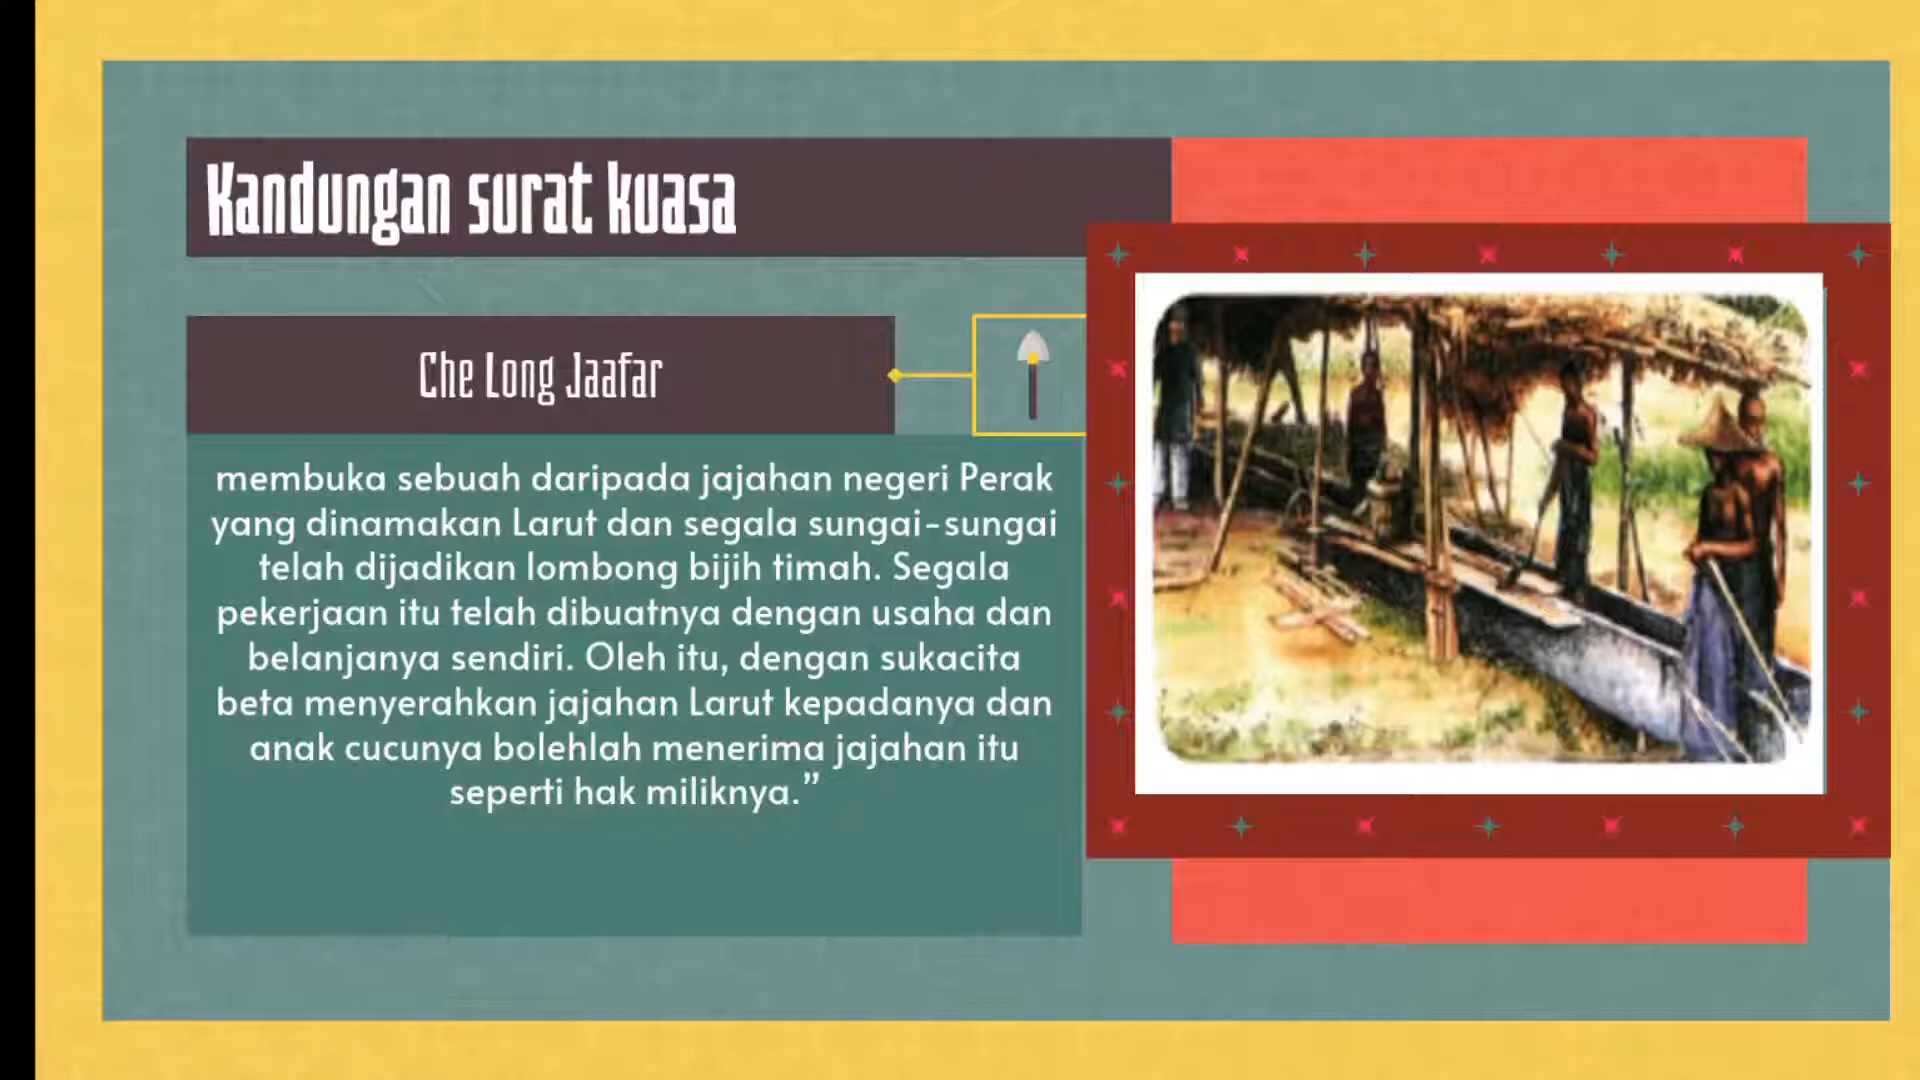 Kandungan surat kuasa
Che Long Jaafar
membuka sebuah daripada jajahan negeri Perak
yang dinamakan Larut dan segala sungai-sungai
telah dijadikan lombong bijih timah. Segala
pekerjaan itu telah dibuatnya dengan usaha dan
belanjanya sendiri. Oleh itu, dengan sukacita
beta menyerahkan jajahan Larut kepadanya dan
anak cucunya bolehlah menerima jajahan itu
seperti hak miliknya.”